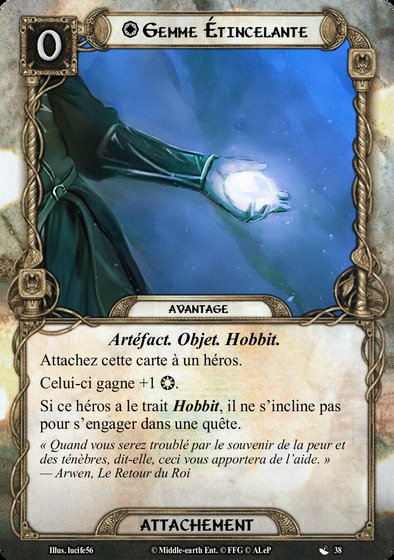 0
Gemme Étincelante
AVANTAGE
Artéfact. Objet. Hobbit.
Attachez cette carte à un héros.
Celui-ci gagne +1 .
Si ce héros a le trait Hobbit, il ne s’incline pas
pour s’engager dans une quête.
« Quand vous serez troublé par le souvenir de la peur et
des ténèbres, dit-elle, ceci vous apportera de l’aide. »
— Arwen, Le Retour du Roi
Illus. lucife56
ATTACHEMENT
© Middle-earth Ent. © FFG © ALeP
38